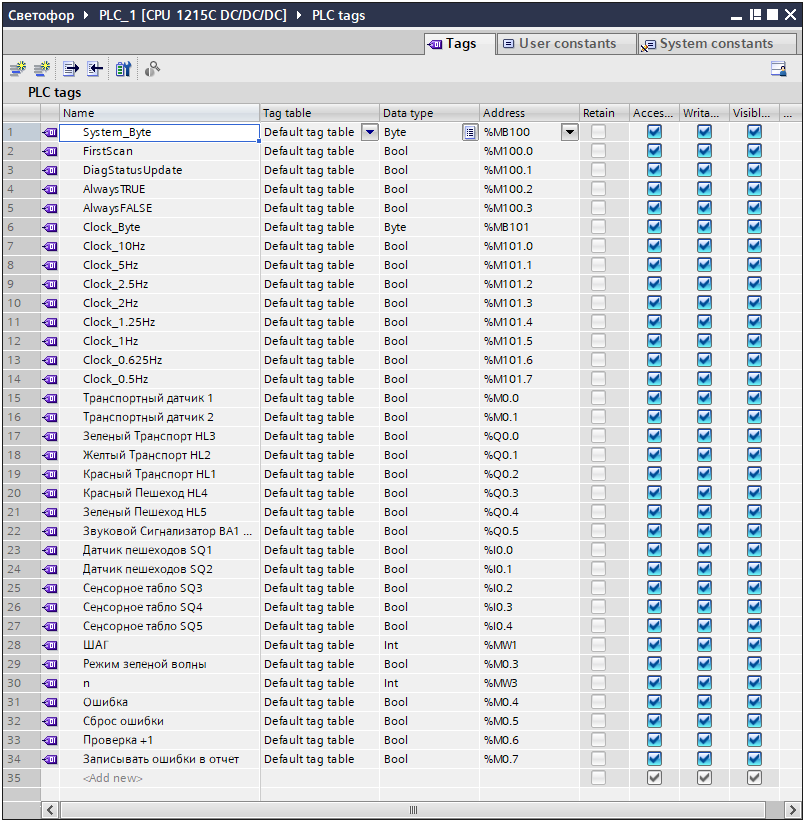 Светофор ▸ PLC_1 [CPU 1215C DC/DC/DC] ▸ PLC tags
Tags User constants System constants
PLC tags
Name Tag table Data type Address Retain Acces... Writa... Visibl... ...
1 System_Byte Default tag table Byte %MB100
2 FirstScan Default tag table Bool %M100.0
3 DiagStatusUpdate Default tag table Bool %M100.1
4 AlwaysTRUE Default tag table Bool %M100.2
5 AlwaysFALSE Default tag table Bool %M100.3
6 Clock_Byte Default tag table Byte %MB101
7 Clock_10Hz Default tag table Bool %M101.0
8 Clock_5Hz Default tag table Bool %M101.1
9 Clock_2.5Hz Default tag table Bool %M101.2
10 Clock_2Hz Default tag table Bool %M101.3
11 Clock_1.25Hz Default tag table Bool %M101.4
12 Clock_1Hz Default tag table Bool %M101.5
13 Clock_0.625Hz Default tag table Bool %M101.6
14 Clock_0.5Hz Default tag table Bool %M101.7
15 Транспортный датчик 1 Default tag table Bool %M0.0
16 Транспортный датчик 2 Default tag table Bool %M0.1
17 Зеленый Транспорт HL3 Default tag table Bool %Q0.0
18 Желтый Транспорт HL2 Default tag table Bool %Q0.1
19 Красный Транспорт HL1 Default tag table Bool %Q0.2
20 Красный Пешеход HL4 Default tag table Bool %Q0.3
21 Зеленый Пешеход HL5 Default tag table Bool %Q0.4
22 Звуковой Сигнализатор BA1 ... Default tag table Bool %Q0.5
23 Датчик пешеходов SQ1 Default tag table Bool %I0.0
24 Датчик пешеходов SQ2 Default tag table Bool %I0.1
25 Сенсорное табло SQ3 Default tag table Bool %I0.2
26 Сенсорное табло SQ4 Default tag table Bool %I0.3
27 Сенсорное табло SQ5 Default tag table Bool %I0.4
28 ШАГ Default tag table Int %MW1
29 Режим зеленой волны Default tag table Bool %M0.3
30 n Default tag table Int %MW3
31 Ошибка Default tag table Bool %M0.4
32 Сброс ошибки Default tag table Bool %M0.5
33 Проверка +1 Default tag table Bool %M0.6
34 Записывать ошибки в отчет Default tag table Bool %M0.7
35 <Add new>